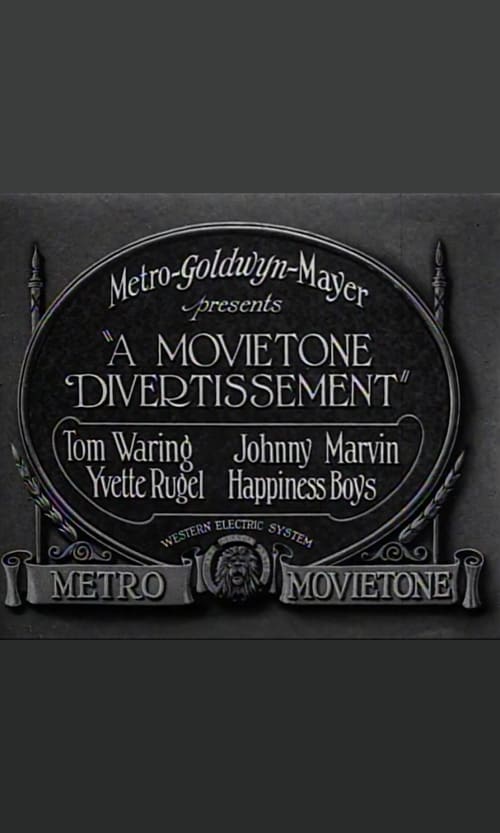 Metro-Goldwyn-Mayer
presents
"A MOVIETONE
DIVERTISSEMENT"
Tom Waring Johnny Marvin
Yvette Rugel Happiness Boys
WESTERN ELECTRIC SYSTEM
METRO MOVIETONE